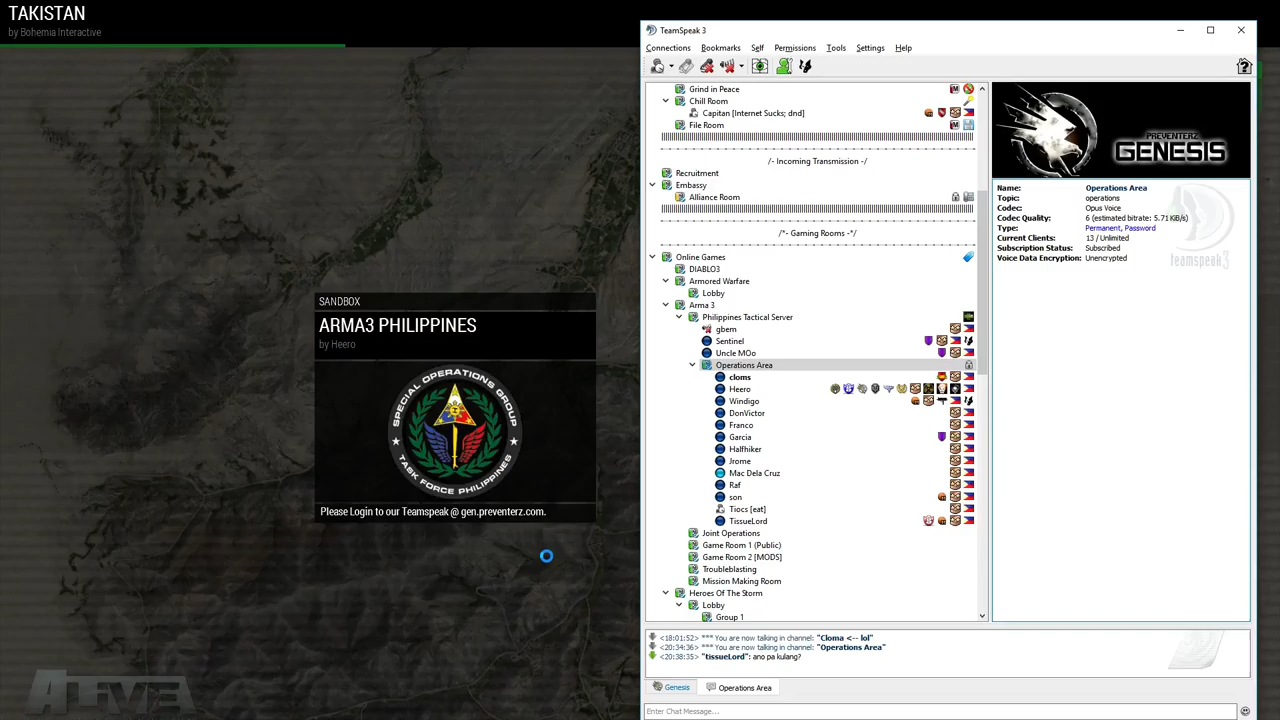 TAKISTAN
by Bohemia Interactive
SANDBOX
ARMA3 PHILIPPINES
by Heero
SPECIAL OPERATIONS GROUP
TASK FORCE PHILIPPINES
Please Login to our Teamspeak @ gen.preventerz.com.
TeamSpeak 3
Connections Bookmarks Self Permissions Tools Settings Help
Grind in Peace
Chill Room
Capitan [Internet Sucks; dnd]
File Room
/- Incoming Transmission -/
Recruitment
Embassy
Alliance Room
/*- Gaming Rooms -*/
Online Games
DIABLO3
Armored Warfare
Lobby
Arma 3
Philippines Tactical Server
gbem
Sentinel
Uncle MOo
Operations Area
cloms
Heero
Windigo
DonVictor
Franco
Garcia
Halfhiker
Jrome
Mac Dela Cruz
Raf
son
Tiocs [eat]
TissueLord
Joint Operations
Game Room 1 (Public)
Game Room 2 [MODS]
Troubleblasting
Mission Making Room
Heroes Of The Storm
Lobby
Group 1
PREVENTERZ
GENESIS
Name: Operations Area
Topic: operations
Codec: Opus Voice
Codec Quality: 6 (estimated bitrate: 5.71 KiB/s)
Type: Permanent, Password
Current Clients: 13 / Unlimited
Subscription Status: Subscribed
Voice Data Encryption: Unencrypted
teamspeak3
<18:01:52> *** You are now talking in channel: "Cloma <-- lol"
<20:34:36> *** You are now talking in channel: "Operations Area"
<20:38:35> "tissueLord": ano pa kulang?
Genesis Operations Area
Enter Chat Message...